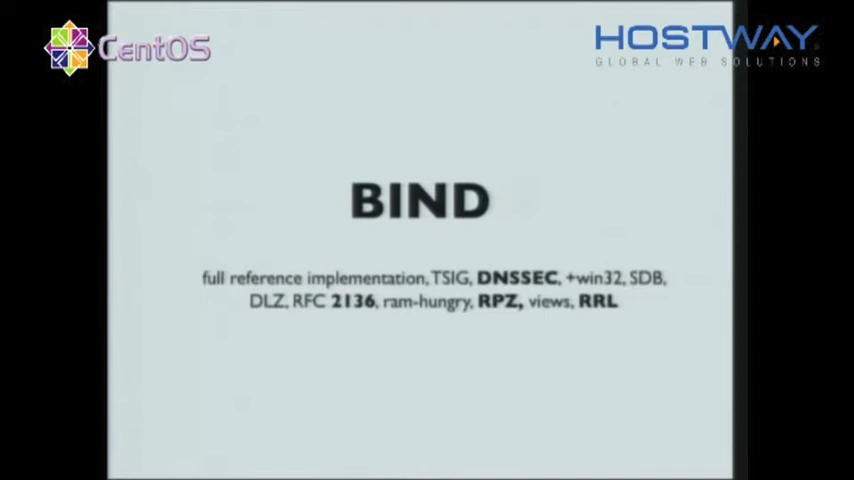 CentOS
HOSTWAY
GLOBAL WEB SOLUTIONS
BIND
full reference implementation, TSIG, DNSSEC, +win32, SDB,
DLZ, RFC 2136, ram-hungry, RPZ, views, RRL